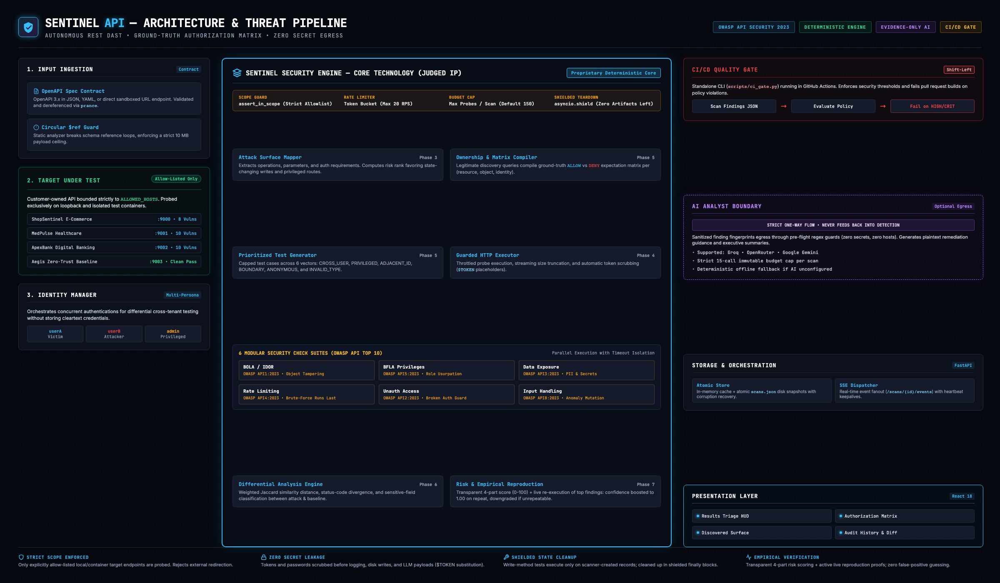 SENTINEL API — ARCHITECTURE & THREAT PIPELINE
AUTONOMOUS REST DAST • GROUND-TRUTH AUTHORIZATION MATRIX • ZERO SECRET EGRESS
OWASP API SECURITY 2023
DETERMINISTIC ENGINE
EVIDENCE-ONLY AI
CI/CD GATE
1. INPUT INGESTION
Contract
OpenAPI Spec Contract
OpenAPI 3.x in JSON, YAML, or direct sandboxed URL endpoint. Validated
and dereferenced via prance.
Circular $ref Guard
Static analyzer breaks schema reference loops, enforcing a strict 10 MB
payload ceiling.
2. TARGET UNDER TEST
Allow-Listed Only
Customer-owned API bounded strictly to ALLOWED_HOSTS. Probed
exclusively on loopback and isolated test containers.
ShopSentinel E-Commerce :9000 • 8 Vulns
MedPulse Healthcare :9001 • 10 Vulns
ApexBank Digital Banking :9002 • 10 Vulns
Aegis Zero-Trust Baseline :9003 • Clean Pass
3. IDENTITY MANAGER
Multi-Persona
Orchestrates concurrent authentications for differential cross-tenant testing
without storing cleartext credentials.
userA
Victim
userB
Attacker
admin
Privileged
SENTINEL SECURITY ENGINE — CORE TECHNOLOGY (JUDGED IP)
Proprietary Deterministic Core
SCOPE GUARD
assert_in_scope (Strict Allowlist)
RATE LIMITER
Token Bucket (Max 20 RPS)
BUDGET CAP
Max Probes / Scan (Default 150)
SHIELDED TEARDOWN
asyncio.shield (Zero Artifacts Left)
Attack Surface Mapper
Phase 3
Extracts operations, parameters, and auth requirements. Computes risk rank favoring state-
changing writes and privileged routes.
Ownership & Matrix Compiler
Phase 5
Legitimate discovery queries compile ground-truth ALLOW vs DENY expectation matrix per
(resource, object, identity).
Prioritized Test Generator
Phase 5
Capped test cases across 6 vectors: CROSS_USER, PRIVILEGED, ADJACENT_ID,
BOUNDARY, ANONYMOUS, and INVALID_TYPE.
Guarded HTTP Executor
Phase 4
Throttled probe execution, streaming size truncation, and automatic token scrubbing
($TOKEN placeholders).
6 MODULAR SECURITY CHECK SUITES (OWASP API TOP 10)
Parallel Execution with Timeout Isolation
BOLA / IDOR
OWASP API1:2023 • Object Tampering
BFLA Privileges
OWASP API5:2023 • Role Usurpation
Data Exposure
OWASP API3:2023 • PII & Secrets
Rate Limiting
OWASP API4:2023 • Brute-Force Runs Last
Unauth Access
OWASP API2:2023 • Broken Auth Guard
Input Handling
OWASP API8:2023 • Anomaly Mutation
Differential Analysis Engine
Phase 6
Weighted Jaccard similarity distance, status-code divergence, and sensitive-field
classification between attack & baseline.
Risk & Empirical Reproduction
Phase 7
Transparent 4-part score (0-100) + live re-execution of top findings: confidence boosted to
1.00 on repeat, downgraded if unrepeatable.
CI/CD QUALITY GATE
Shift-Left
Standalone CLI (scripts/ci_gate.py) running in GitHub Actions. Enforces security thresholds and fails pull request builds on
policy violations.
Scan Findings JSON → Evaluate Policy → Fail on HIGH/CRIT
AI ANALYST BOUNDARY
Optional Egress
STRICT ONE-WAY FLOW • NEVER FEEDS BACK INTO DETECTION
Sanitized finding fingerprints egress through pre-flight regex guards (zero secrets, zero hosts). Generates plaintext remediation
guidance and executive summaries.
• Supported: Groq • OpenRouter • Google Gemini
• Strict 15-call immutable budget cap per scan
• Deterministic offline fallback if AI unconfigured
STORAGE & ORCHESTRATION
FastAPI
Atomic Store
In-memory cache + atomic scans.json disk snapshots with
corruption recovery.
SSE Dispatcher
Real-time event fanout (/scans/{id}/events) with heartbeat
keepalives.
PRESENTATION LAYER
React 18
Results Triage HUD
Authorization Matrix
Discovered Surface
Audit History & Diff
STRICT SCOPE ENFORCED
Only explicitly allow-listed local/container target endpoints are probed. Rejects external redirection.
ZERO SECRET LEAKAGE
Tokens and passwords scrubbed before logging, disk writes, and LLM payloads ($TOKEN substitution).
SHIELDED STATE CLEANUP
Write-method tests execute only on scanner-created records; cleaned up in shielded finally blocks.
EMPIRICAL VERIFICATION
Transparent 4-part risk scoring + active live reproduction proofs; zero false-positive guessing.